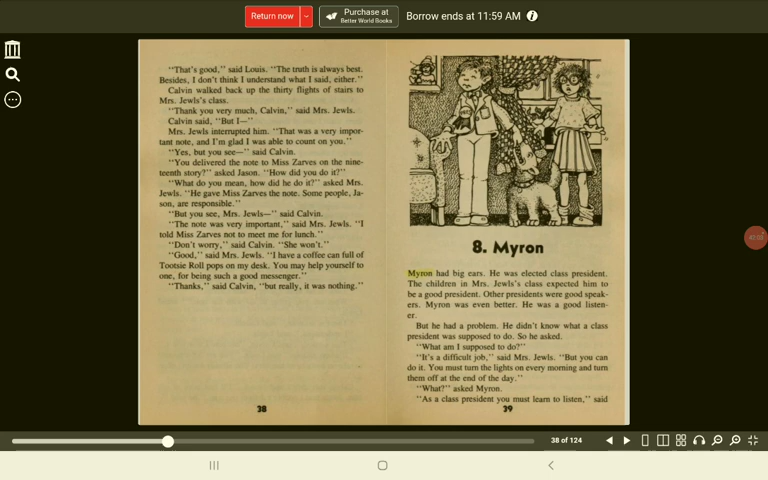 Return now
Purchase at
Better World Books
Borrow ends at 11:59 AM
"That's good," said Louis. "The truth is always best.
Besides, I don't think I understand what I said, either."
Calvin walked back up the thirty flights of stairs to
Mrs. Jewls's class.
"Thank you very much, Calvin," said Mrs. Jewls.
Calvin said, "But I—"
Mrs. Jewls interrupted him. "That was a very impor-
tant note, and I'm glad I was able to count on you."
"Yes, but you see—" said Calvin.
"You delivered the note to Miss Zarves on the nine-
teenth story?" asked Jason. "How did you do it?"
"What do you mean, how did he do it?" asked Mrs.
Jewls. "He gave Miss Zarves the note. Some people, Ja-
son, are responsible."
"But you see, Mrs. Jewls—" said Calvin.
"The note was very important," said Mrs. Jewls. "I
told Miss Zarves not to meet me for lunch."
"Don't worry," said Calvin. "She won't."
"Good," said Mrs. Jewls. "I have a coffee can full of
Tootsie Roll pops on my desk. You may help yourself to
one, for being such a good messenger."
"Thanks," said Calvin, "but really, it was nothing."
38
8. Myron
Myron had big ears. He was elected class president.
The children in Mrs. Jewls's class expected him to
be a good president. Other presidents were good speak-
ers. Myron was even better. He was a good listen-
er.
But he had a problem. He didn't know what a class
president was supposed to do. So he asked.
"What am I supposed to do?"
"It's a difficult job," said Mrs. Jewls. "But you can
do it. You must turn the lights on every morning and turn
them off at the end of the day."
"What?" asked Myron.
"As a class president you must learn to listen," said
39
38 of 124